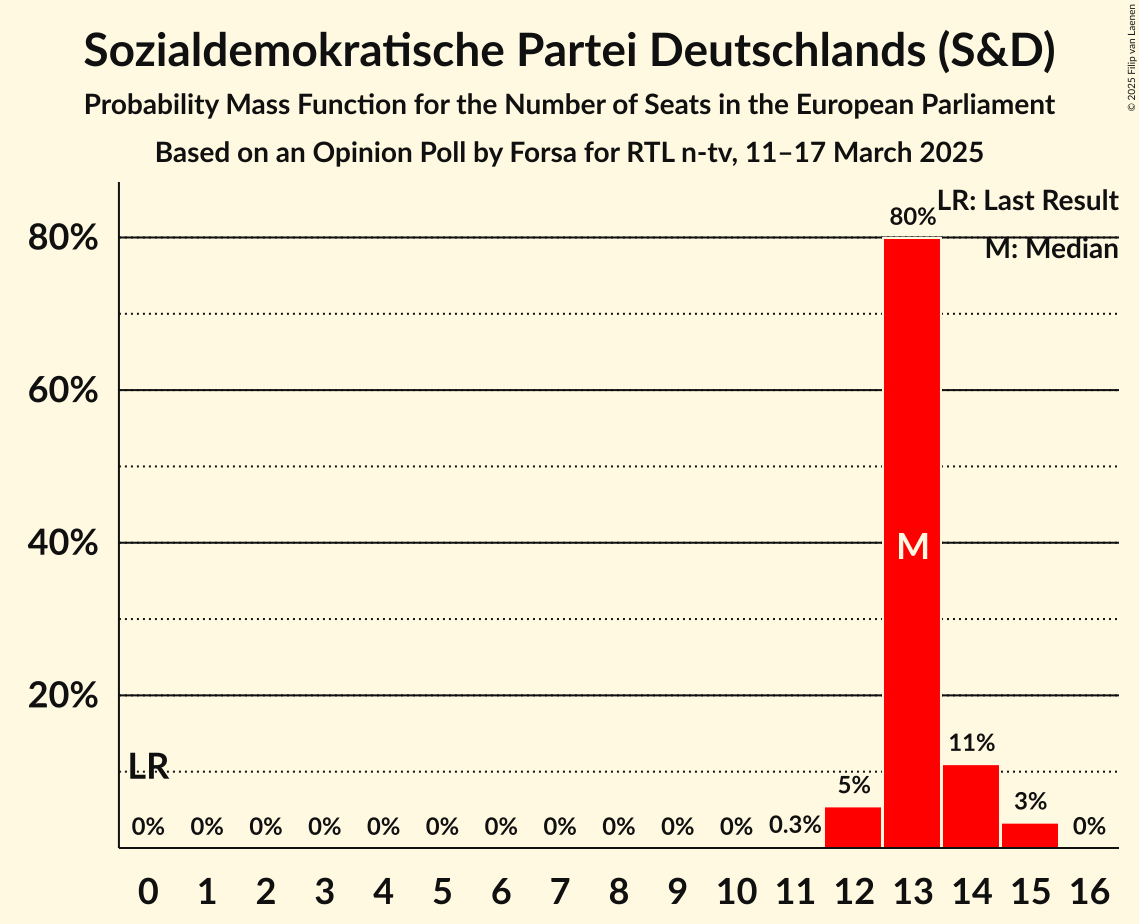 Sozialdemokratische Partei Deutschlands (S&D)
Probability Mass Function for the Number of Seats in the European Parliament
Based on an Opinion Poll by Forsa for RTL n-tv, 11–17 March 2025
© 2025 Filip van Laenen
LR: Last Result
M: Median
80%
60%
40%
20%
LR
M
0% 0% 0% 0% 0% 0% 0% 0% 0% 0% 0% 0.3% 5% 80% 11% 3% 0%
0 1 2 3 4 5 6 7 8 9 10 11 12 13 14 15 16